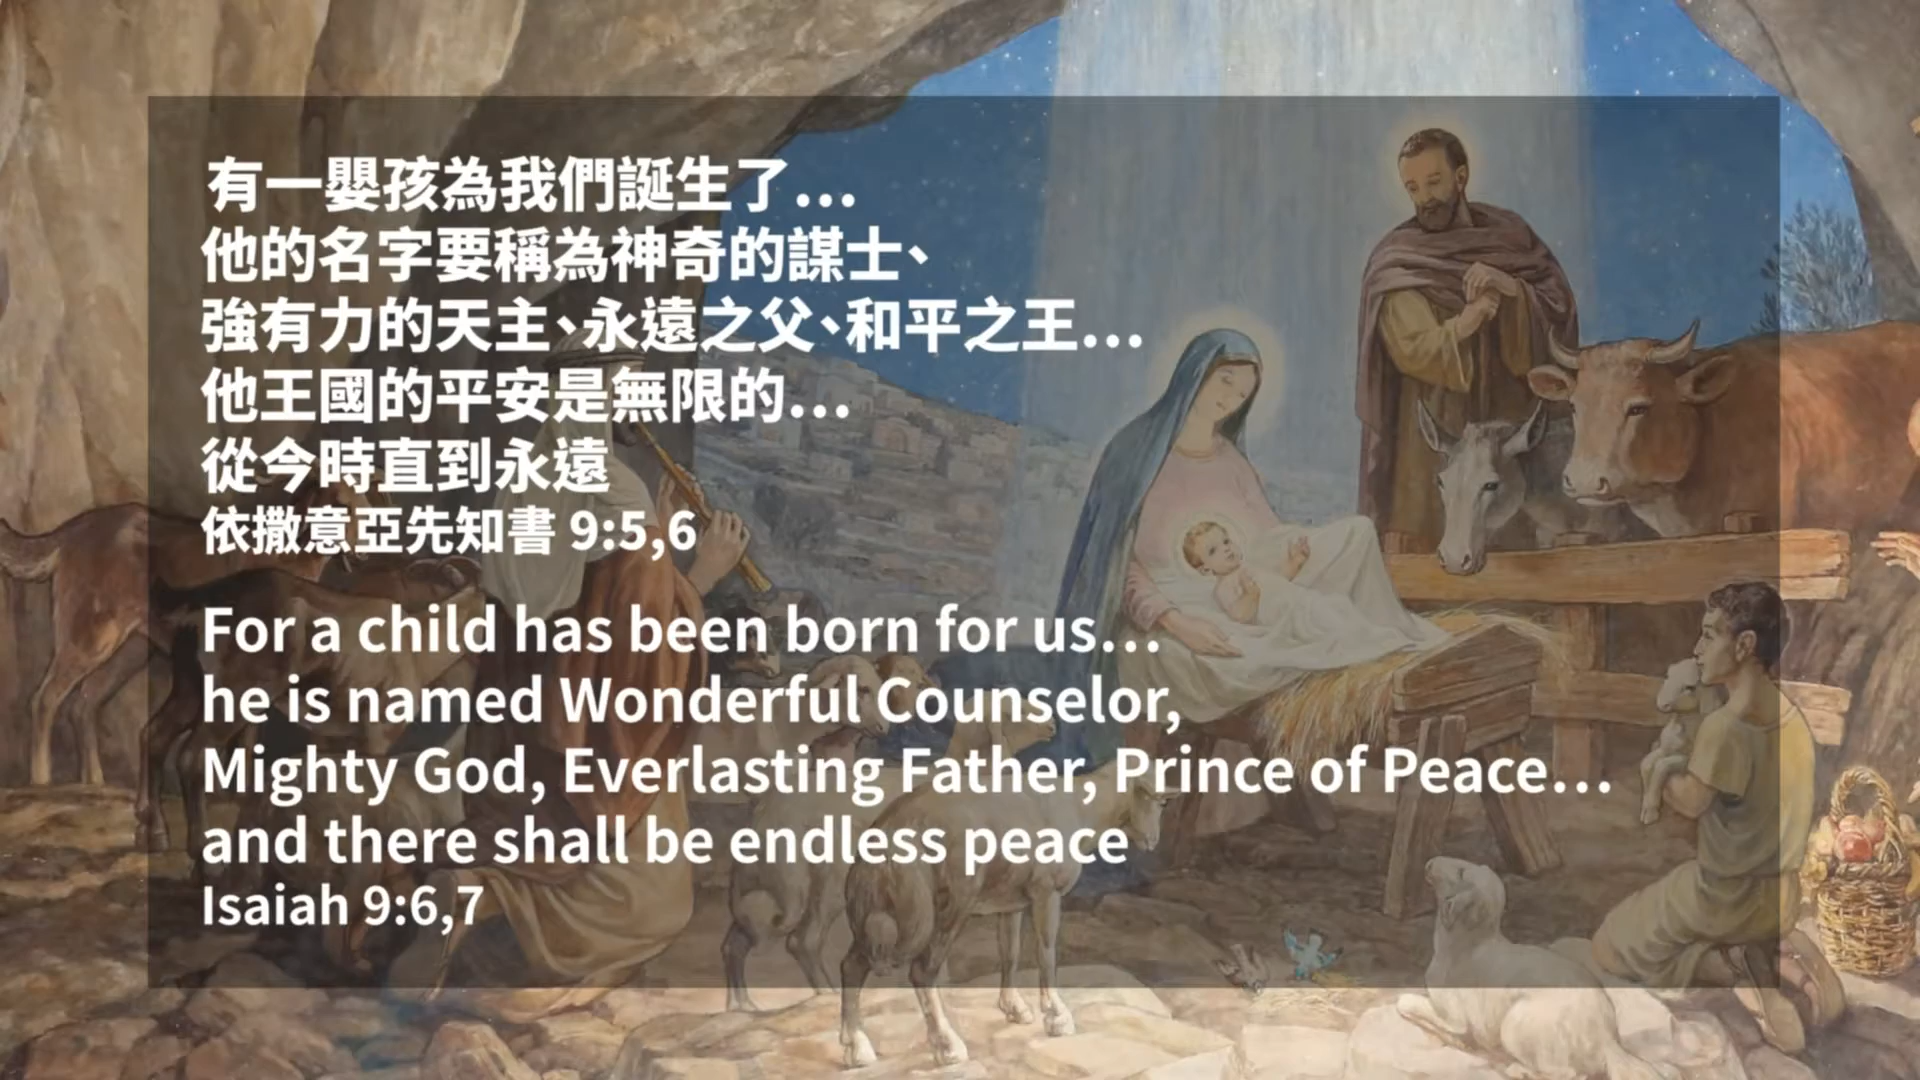 有一嬰孩為我們誕生了…
他的名字要稱為神奇的謀士、
強有力的天主、永遠之父、和平之王…
他王國的平安是無限的…
從今時直到永遠
依撒意亞先知書 9:5,6
For a child has been born for us…
he is named Wonderful Counselor,
Mighty God, Everlasting Father, Prince of Peace…
and there shall be endless peace
Isaiah 9:6,7